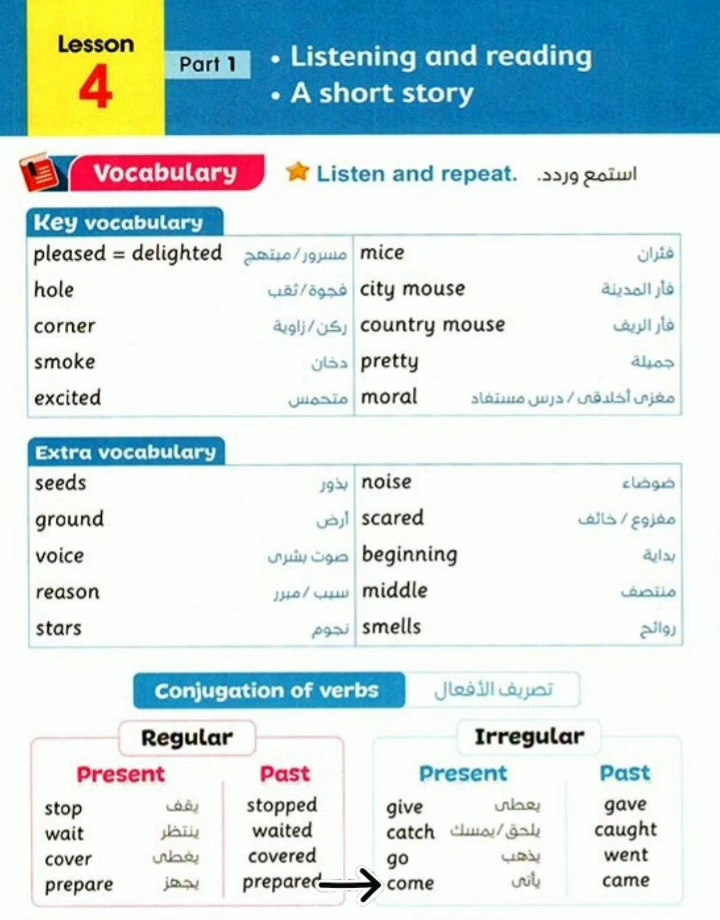 Lesson
4
Part 1
• Listening and reading
• A short story
Vocabulary
Listen and repeat. استمع وردد.
Key vocabulary
pleased = delighted مسرور/مبتهج mice فئران
hole فجوة/ثقب city mouse فأر المدينة
corner ركن/زاوية country mouse فأر الريف
smoke دخان pretty جميلة
excited متحمس moral مغزى أخلاقى/درس مستفاد
Extra vocabulary
seeds بذور noise ضوضاء
ground أرض scared مفزوع/خائف
voice صوت بشرى beginning بداية
reason سبب/مبرر middle منتصف
stars نجوم smells روائح
Conjugation of verbs تصريف الأفعال
Regular
Present Past
stop يقف stopped
wait ينتظر waited
cover يغطى covered
prepare يجهز prepared
Irregular
Present Past
give يعطى gave
catch يلحق/يمسك caught
go يذهب went
come يأتى came